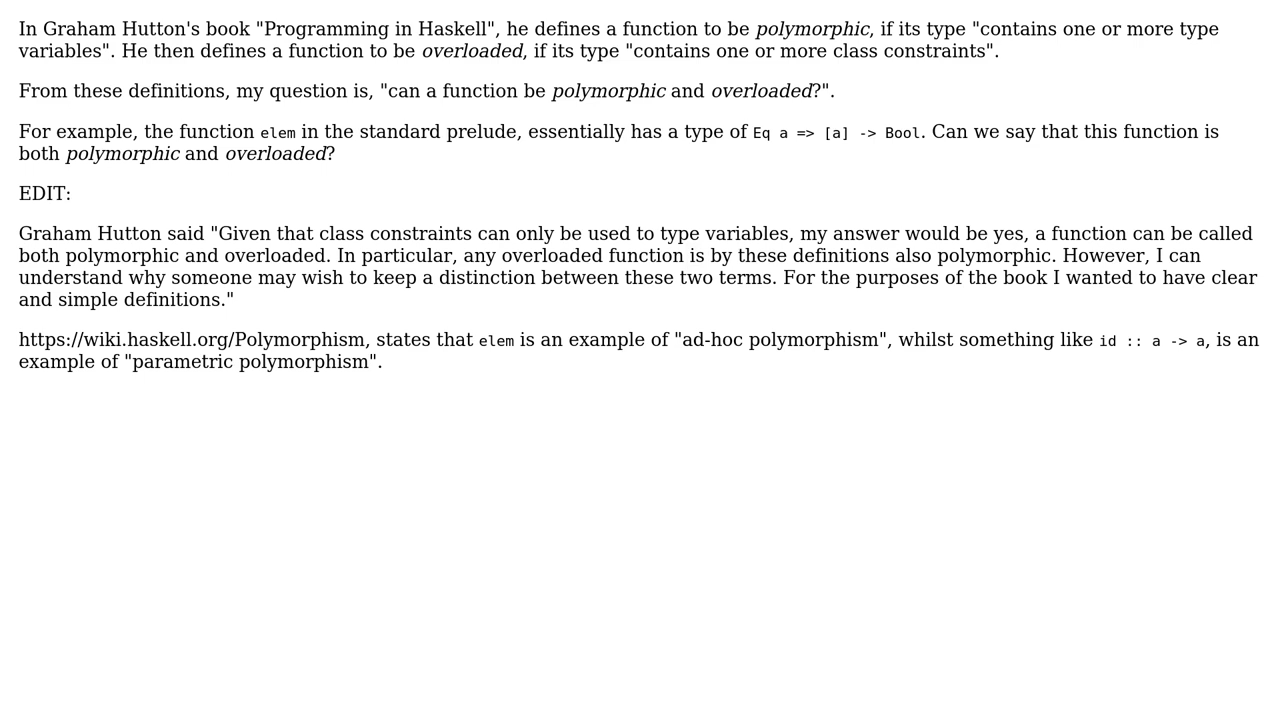 In Graham Hutton's book "Programming in Haskell", he defines a function to be polymorphic, if its type "contains one or more type
variables". He then defines a function to be overloaded, if its type "contains one or more class constraints".
From these definitions, my question is, "can a function be polymorphic and overloaded?".
For example, the function elem in the standard prelude, essentially has a type of Eq a => [a] -> Bool. Can we say that this function is
both polymorphic and overloaded?
EDIT:
Graham Hutton said "Given that class constraints can only be used to type variables, my answer would be yes, a function can be called
both polymorphic and overloaded. In particular, any overloaded function is by these definitions also polymorphic. However, I can
understand why someone may wish to keep a distinction between these two terms. For the purposes of the book I wanted to have clear
and simple definitions."
https://wiki.haskell.org/Polymorphism, states that elem is an example of "ad-hoc polymorphism", whilst something like id :: a -> a, is an
example of "parametric polymorphism".